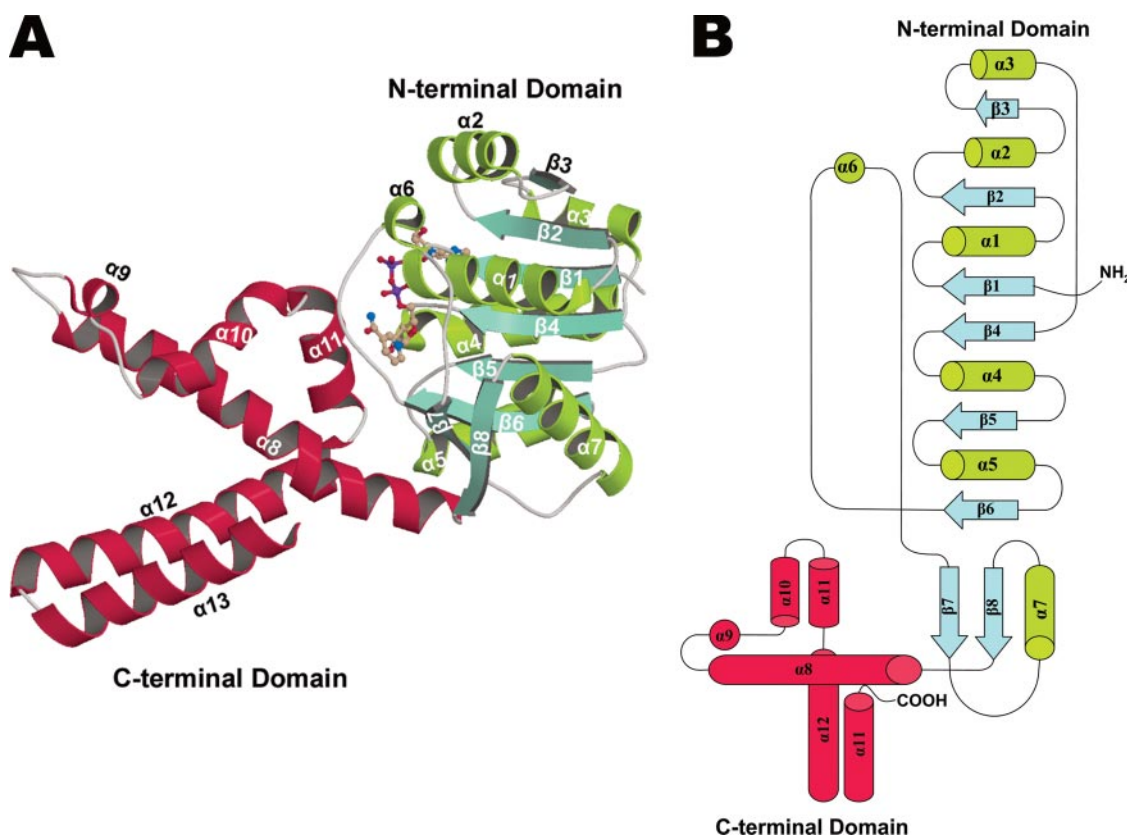 A
N-terminal Domain
α2
β3
α6
α3
β2
α9
α1
β1
α10
α11
β4
α4
β5
α8
β7
β6
β8
α5
α7
α12
α13
C-terminal Domain
B
N-terminal Domain
α3
β3
α2
α6
β2
α1
β1
NH2
β4
α4
β5
α5
β6
α10
α11
β7
β8
α7
α9
α8
COOH
α12
α11
C-terminal Domain